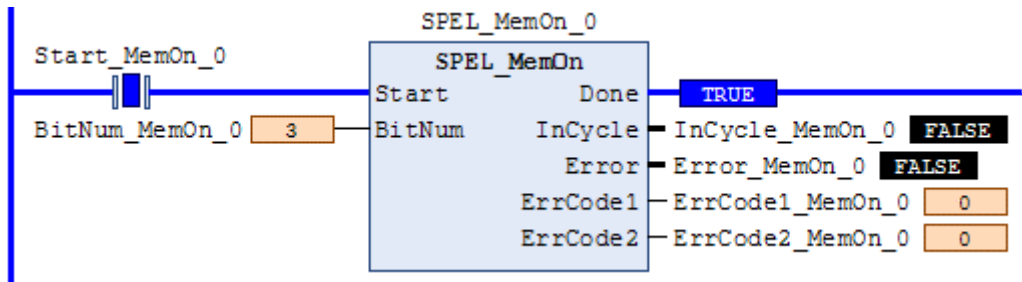 SPEL_MemOn_0
Start_MemOn_0 SPEL_MemOn
Start Done TRUE
BitNum_MemOn_0 3 BitNum InCycle InCycle_MemOn_0 FALSE
Error Error_MemOn_0 FALSE
ErrCode1 ErrCode1_MemOn_0 0
ErrCode2 ErrCode2_MemOn_0 0